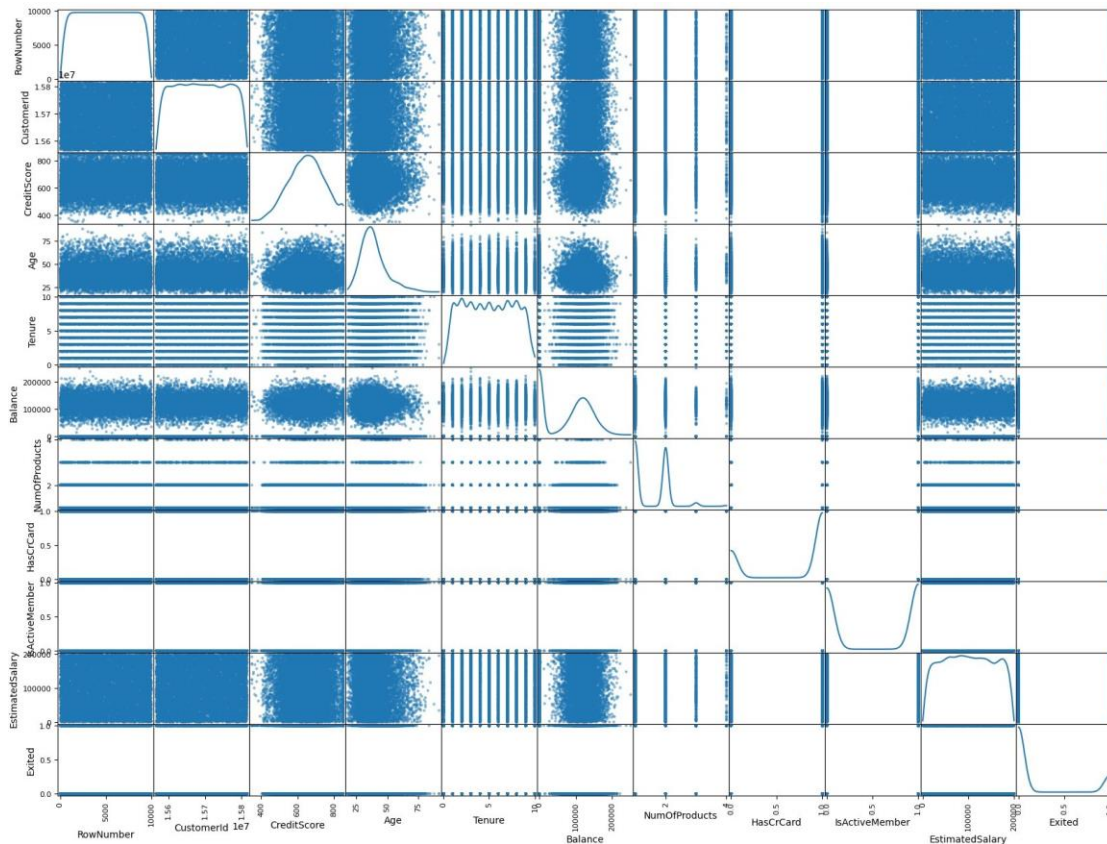 10000
5000
0
RowNumber
1e7
1.58
1.57
1.56
CustomerId
800
600
400
CreditScore
75
50
25
Age
10
5
0
Tenure
200000
100000
0
Balance
4
2
NumOfProducts
1.0
0.5
0.0
HasCrCard
1.0
0.5
0.0
IsActiveMember
200000
100000
0
EstimatedSalary
1.0
0.5
0.0
Exited
0 5000 10000 1.56 1.57 1.58 400 600 800 25 50 75 0 5 10 100000 200000 2 4 0.0 0.5 1.0 0.0 0.5 1.0 0 100000 200000 0.0 0.5
1e7
RowNumber CustomerId CreditScore Age Tenure Balance NumOfProducts HasCrCard IsActiveMember EstimatedSalary Exited